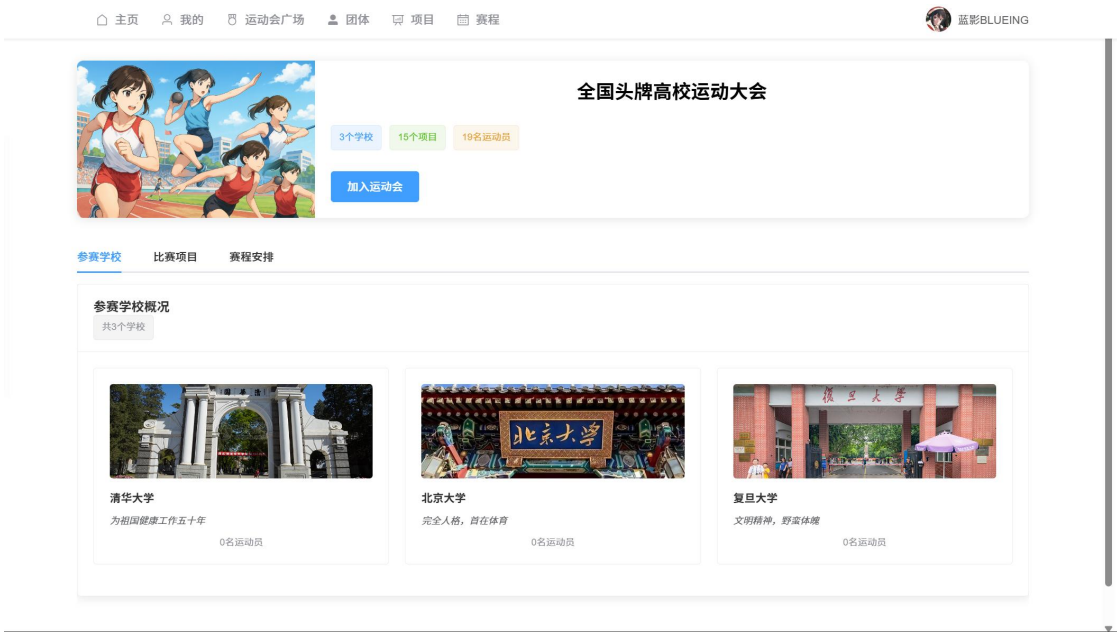 主页 我的 运动会广场 团体 项目 赛程 蓝影BLUEING
全国头牌高校运动大会
3个学校 15个项目 19名运动员
加入运动会
参赛学校 比赛项目 赛程安排
参赛学校概况
共3个学校
北京大学
復旦大学
清华大学 北京大学 复旦大学
为祖国健康工作五十年 完全人格，首在体育 文明精神，野蛮体魄
0名运动员 0名运动员 0名运动员